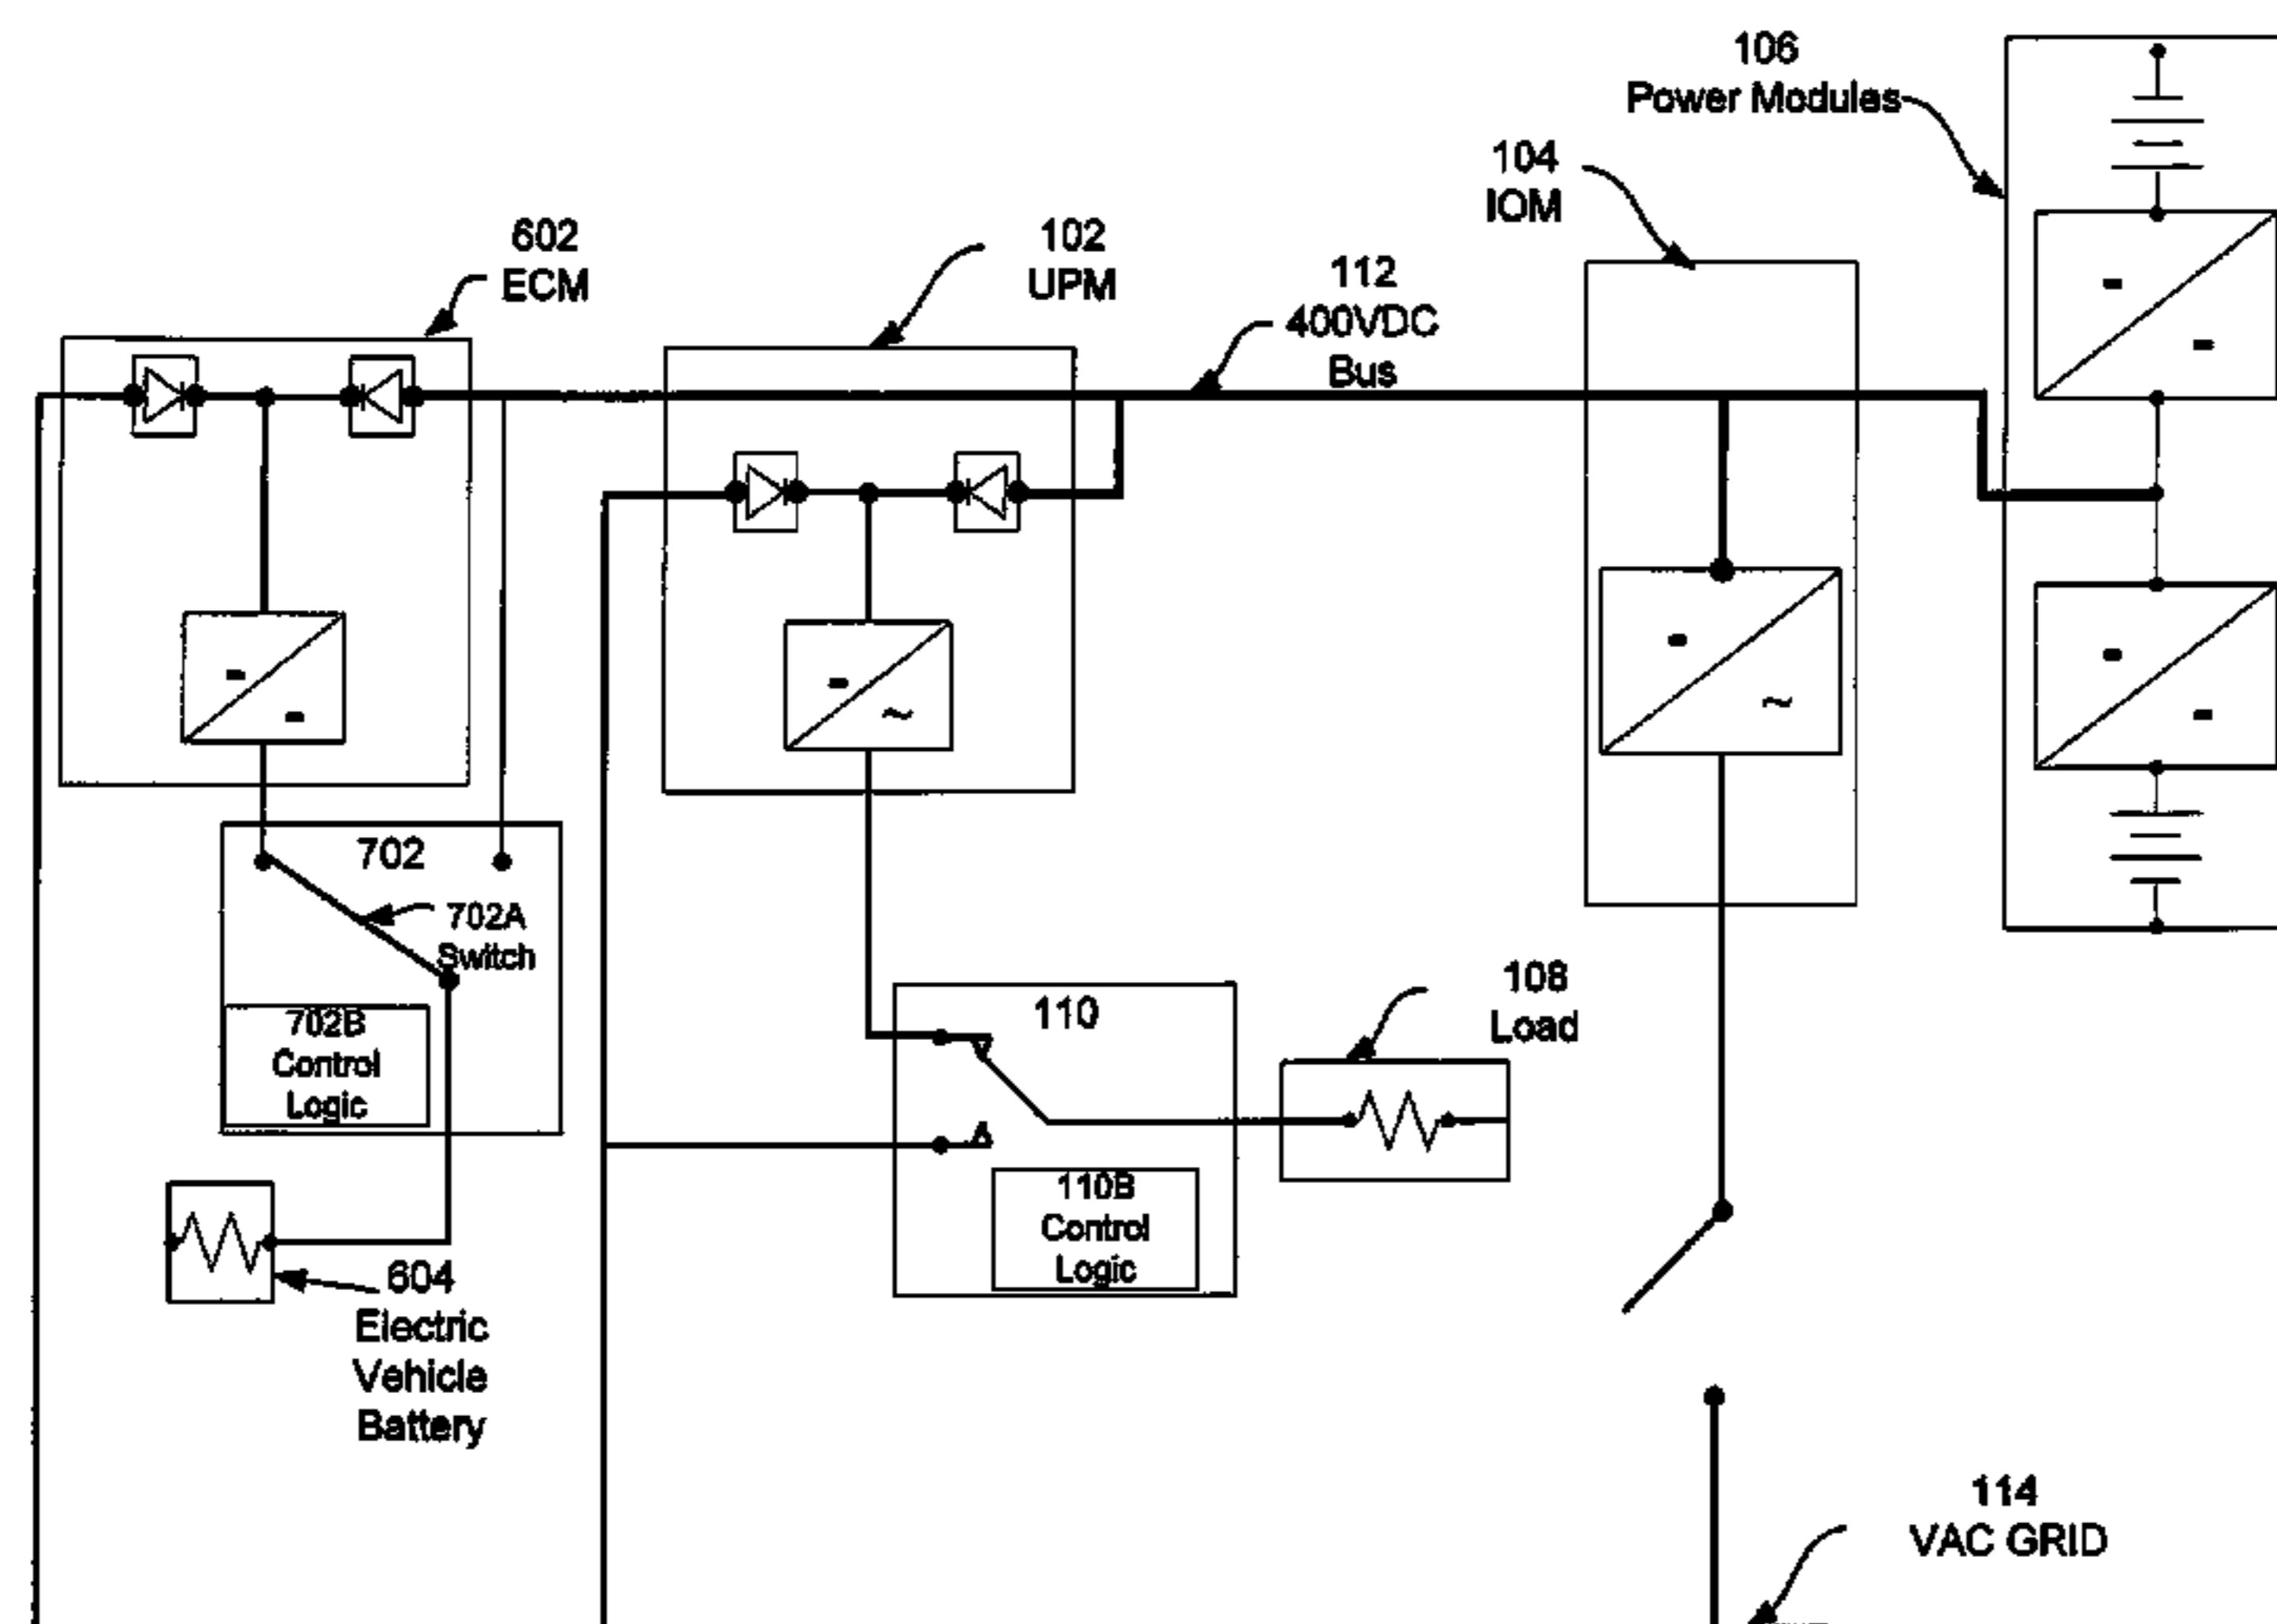 106
Power Modules
104
IOM
602
ECM
102
UPM
112
400VDC
Bus
702
702A
Switch
702B
Control
Logic
110
108
Load
110B
Control
Logic
604
Electric
Vehicle
Battery
114
VAC GRID